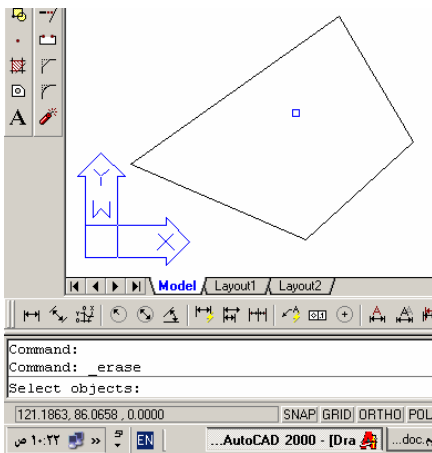 A
Y
W
X
Model Layout1 Layout2
Command:
Command: _erase
Select objects:
121.1863, 86.0658 , 0.0000 SNAP GRID ORTHO POL
١٠:٢٢ ص » EN ...AutoCAD 2000 - [Dra ...doc.